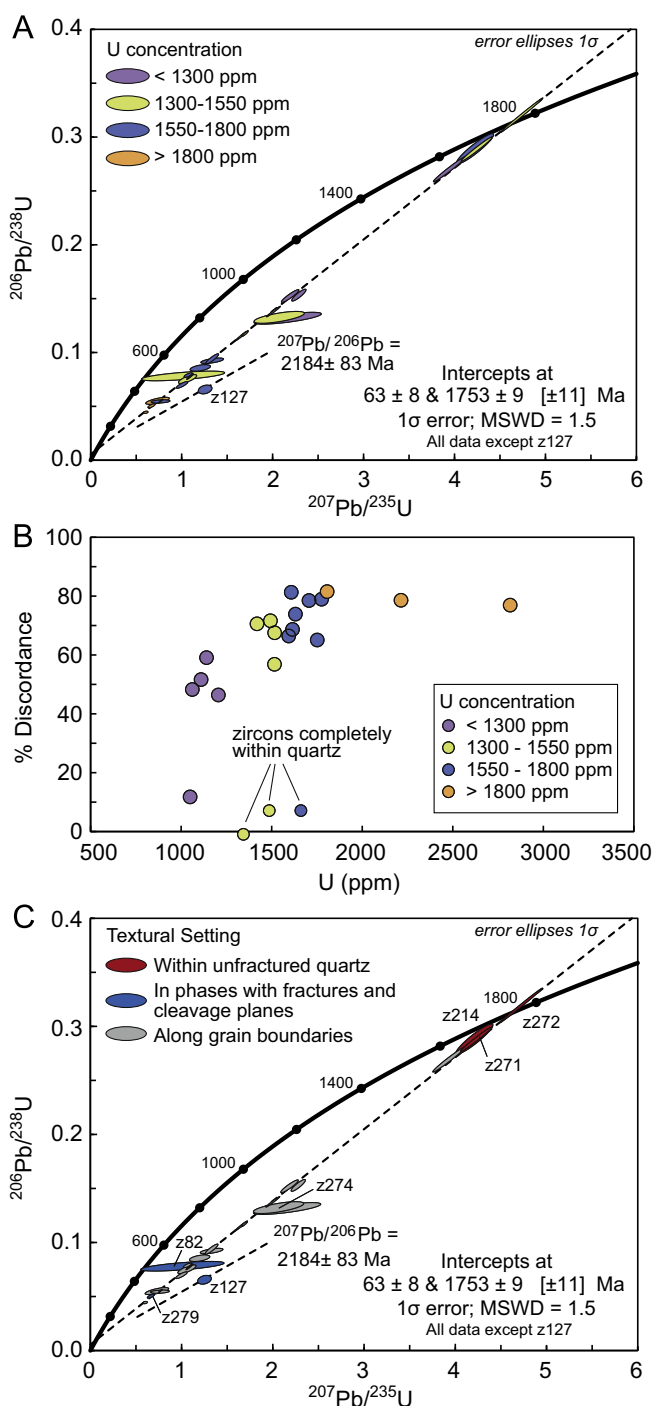 A
U concentration
< 1300 ppm
1300-1550 ppm
1550-1800 ppm
> 1800 ppm
error ellipses 1σ
1800
1400
1000
600
207Pb/ 206Pb =
2184± 83 Ma
z127
Intercepts at
63 ± 8 & 1753 ± 9 [±11] Ma
1σ error; MSWD = 1.5
All data except z127
0.4
0.3
0.2
0.1
0.0
206Pb/238U
0 1 2 3 4 5 6
207Pb/235U
B
100
80
60
40
20
0
% Discordance
zircons completely
within quartz
U concentration
< 1300 ppm
1300 - 1550 ppm
1550 - 1800 ppm
> 1800 ppm
500 1000 1500 2000 2500 3000 3500
U (ppm)
C
Textural Setting
Within unfractured quartz
In phases with fractures and
cleavage planes
Along grain boundaries
error ellipses 1σ
1800
z214
z272
z271
1400
1000
z274
600
z82
207Pb/206Pb =
2184± 83 Ma
z127
z279
Intercepts at
63 ± 8 & 1753 ± 9 [±11] Ma
1σ error; MSWD = 1.5
All data except z127
0.4
0.3
0.2
0.1
0.0
206Pb/238U
0 1 2 3 4 5 6
207Pb/235U